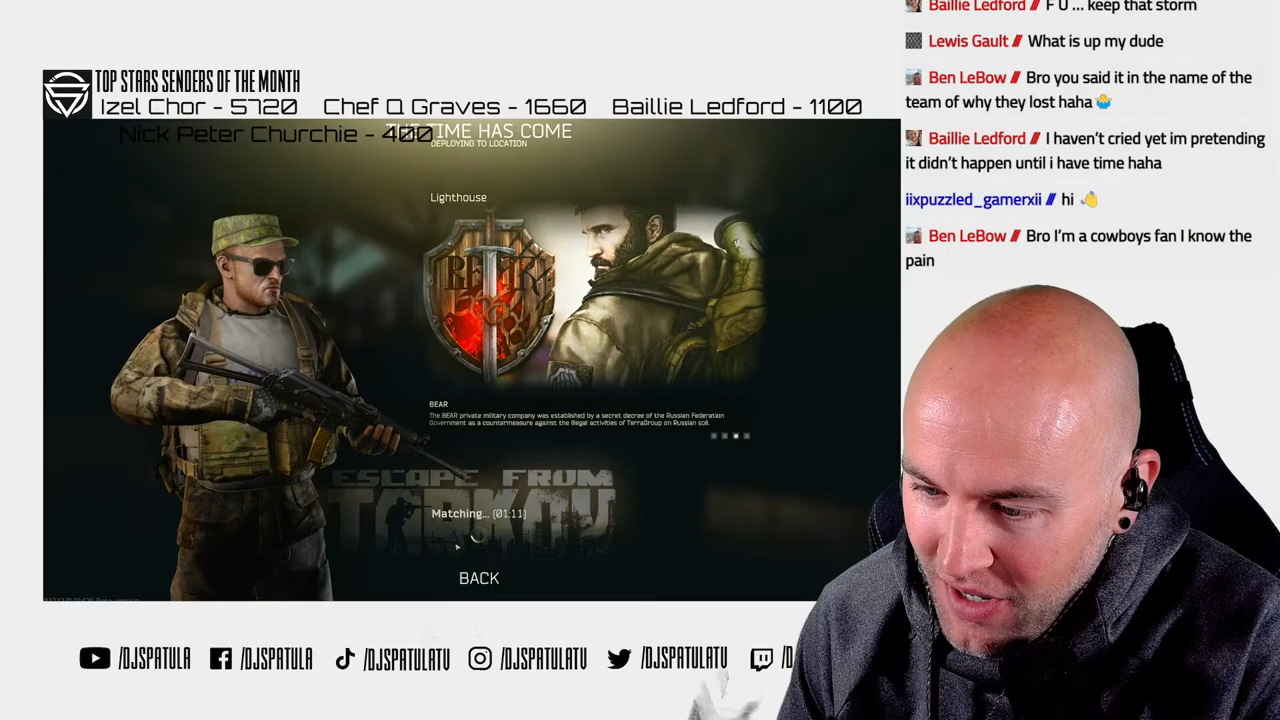 TOP STARS SENDERS OF THE MONTH
Izel Chor - 5720 Chef Q Graves - 1660 Baillie Ledford - 1100
Nick Peter Churchie - 400
TIME HAS COME
DEPLOYING TO LOCATION
Lighthouse
BEAR
BEAR
The BEAR private military company was established by a secret decree of the Russian Federation
Government as a countermeasure against the illegal activities of TerraGroup on Russian soil.
ESCAPE FROM
TARKOV
Matching... (01:11)
BACK
/DJSPATULA /DJSPATULA /DJSPATULATV /DJSPATULATV /DJSPATULATV
Baillie Ledford // F U ... keep that storm
Lewis Gault // What is up my dude
Ben LeBow // Bro you said it in the name of the
team of why they lost haha🤷
Baillie Ledford // I haven't cried yet im pretending
it didn't happen until i have time haha
iixpuzzled_gamerxii // hi 👋
Ben LeBow // Bro I'm a cowboys fan I know the
pain